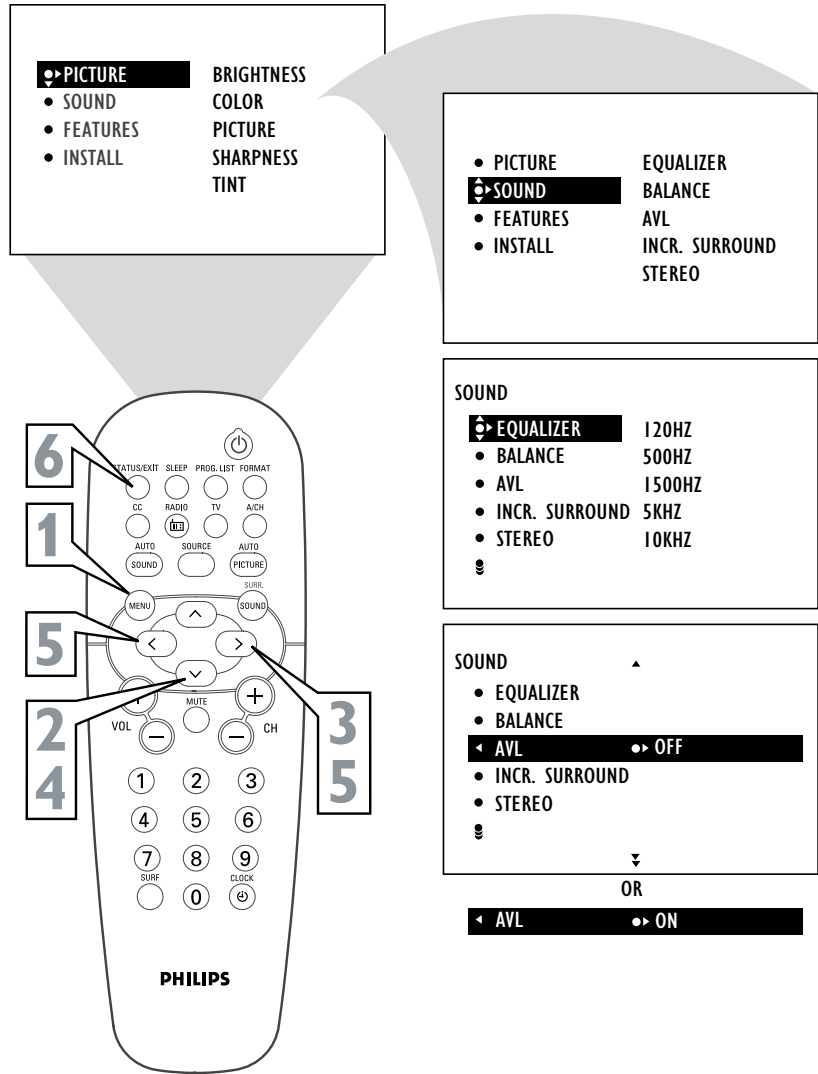 PICTURE BRIGHTNESS
SOUND COLOR
FEATURES PICTURE
INSTALL SHARPNESS
TINT
PICTURE EQUALIZER
SOUND BALANCE
FEATURES AVL
INSTALL INCR. SURROUND
STEREO
SOUND
EQUALIZER 120HZ
BALANCE 500HZ
AVL 1500HZ
INCR. SURROUND 5KHZ
STEREO 10KHZ
SOUND
EQUALIZER
BALANCE
AVL OFF
INCR. SURROUND
STEREO
OR
AVL ON
6
1
5
2
4
3
5
STATUS/EXIT SLEEP PROG. LIST FORMAT
CC RADIO TV A/CH
AUTO SOURCE AUTO
SOUND PICTURE
SURR.
MENU SOUND
MUTE
VOL CH
1 2 3
4 5 6
7 8 9
SURF CLOCK
0
PHILIPS